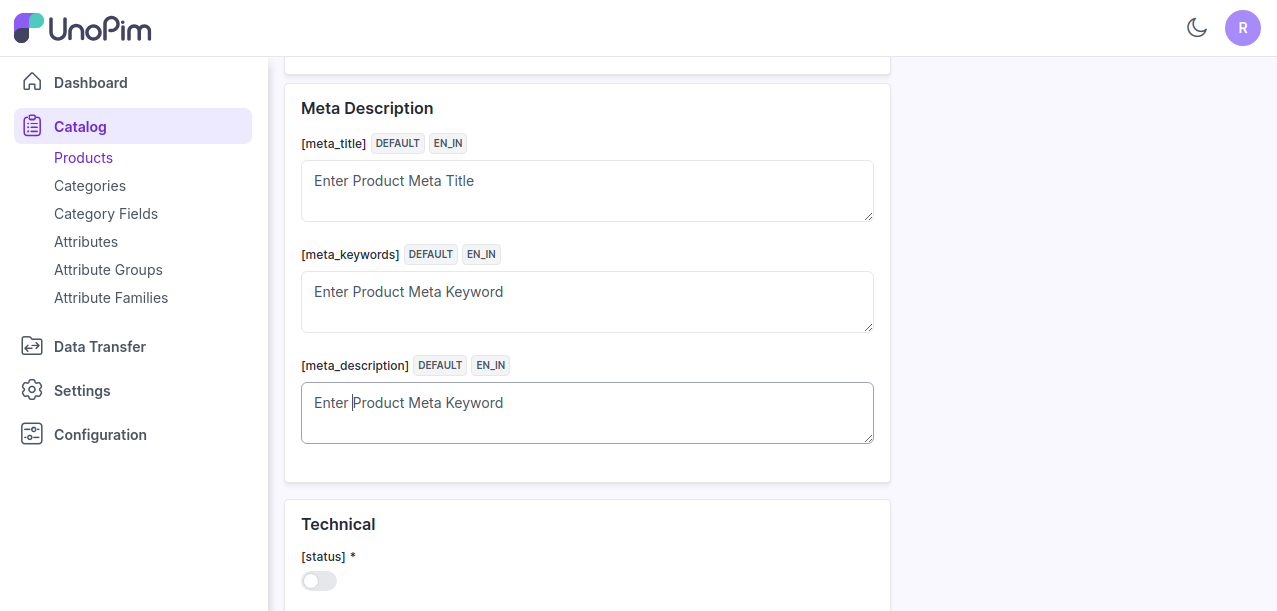 UnoPim
R
Dashboard
Catalog
Products
Categories
Category Fields
Attributes
Attribute Groups
Attribute Families
Data Transfer
Settings
Configuration
Meta Description
[meta_title] DEFAULT EN_IN
Enter Product Meta Title
[meta_keywords] DEFAULT EN_IN
Enter Product Meta Keyword
[meta_description] DEFAULT EN_IN
Enter Product Meta Keyword
Technical
[status] *